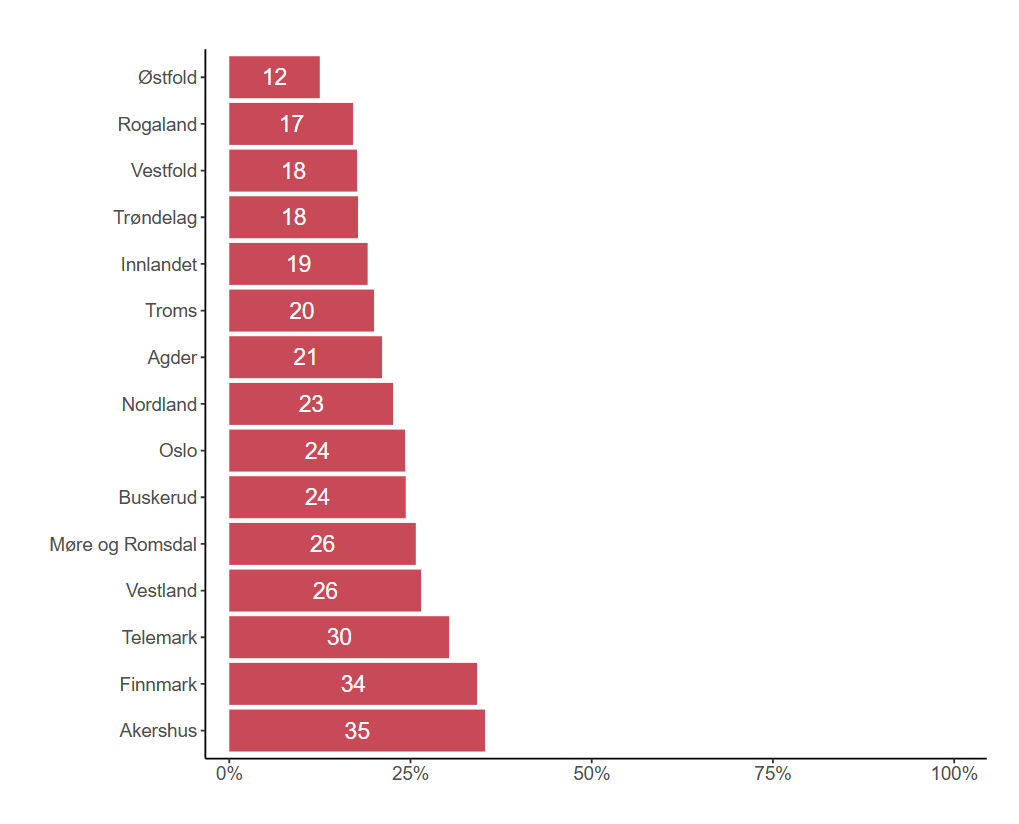 Østfold 12
Rogaland 17
Vestfold 18
Trøndelag 18
Innlandet 19
Troms 20
Agder 21
Nordland 23
Oslo 24
Buskerud 24
Møre og Romsdal 26
Vestland 26
Telemark 30
Finnmark 34
Akershus 35
0% 25% 50% 75% 100%